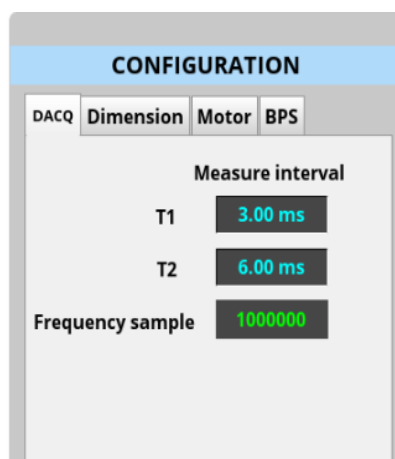 CONFIGURATION
DACQ Dimension Motor BPS
Measure interval
T1 3.00 ms
T2 6.00 ms
Frequency sample 1000000